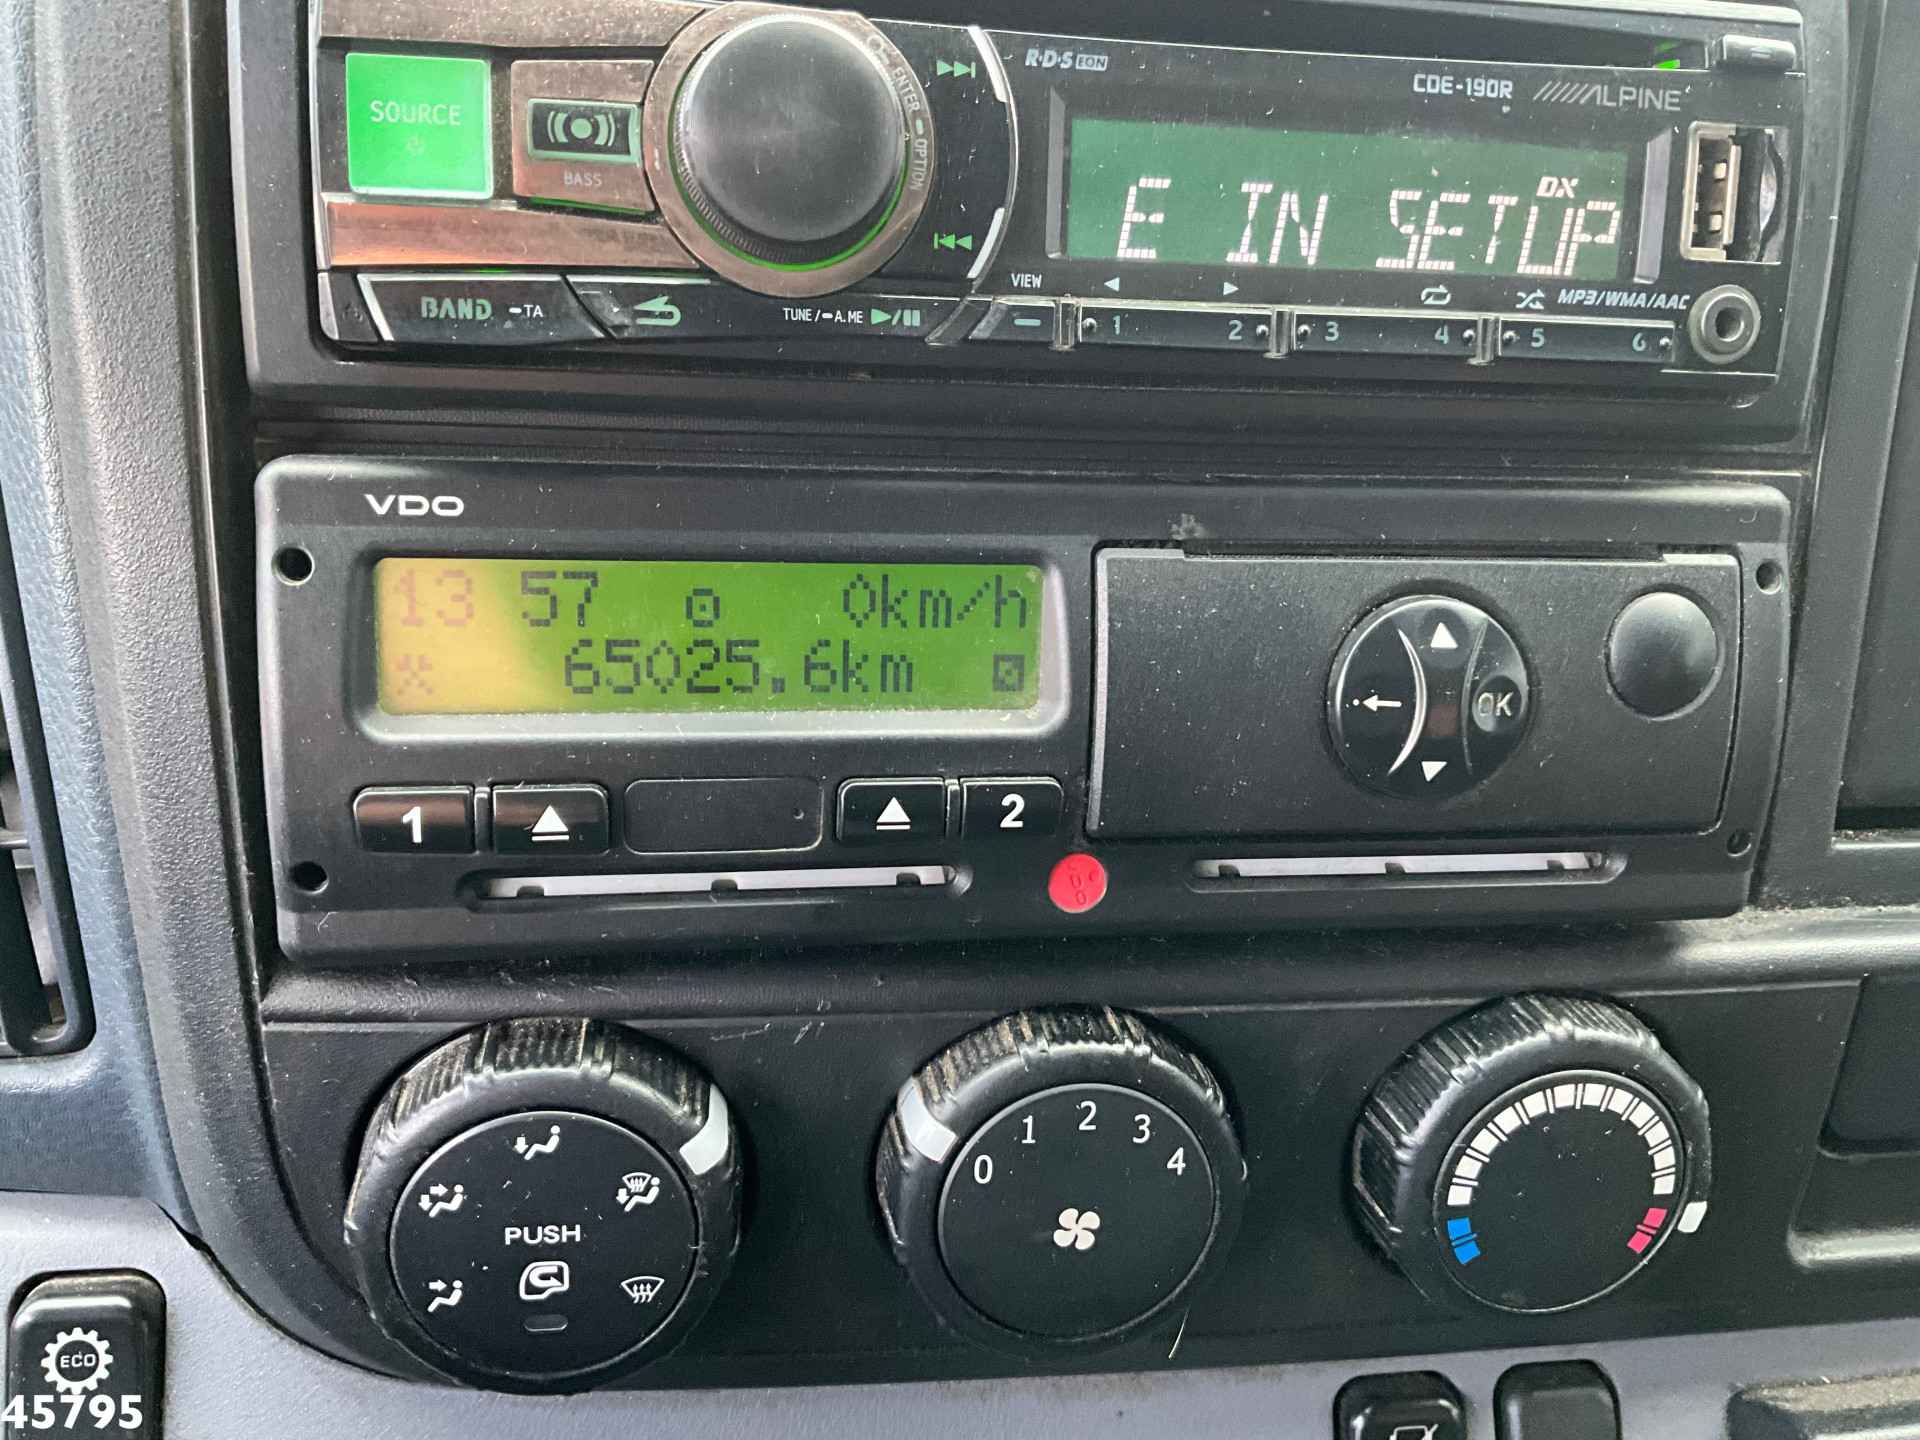 R·D·S EON
CDE-190R ALPINE
SOURCE
BASS
ENTER OPTION
DX
E IN SETUP
BAND -TA
TUNE/-A.ME
VIEW
MP3/WMA/AAC
1 2 3 4 5 6
VDO
13 57 0km/h
65025.6km
OK
1 2
0 1 2 3 4
PUSH
ECO
45795